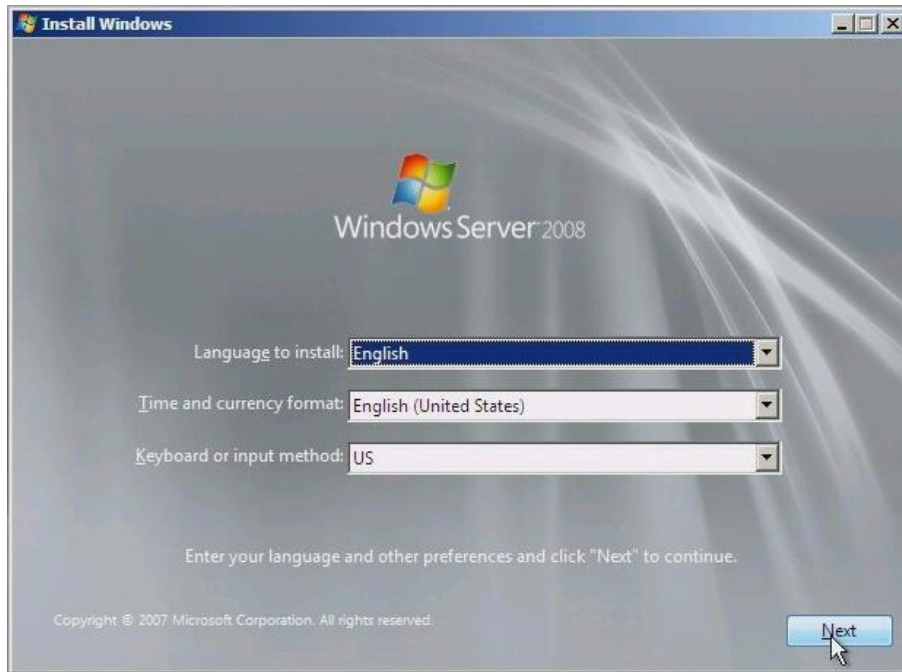 Install Windows
Windows Server 2008
Language to install: English
Time and currency format: English (United States)
Keyboard or input method: US
Enter your language and other preferences and click "Next" to continue.
Copyright © 2007 Microsoft Corporation. All rights reserved.
Next